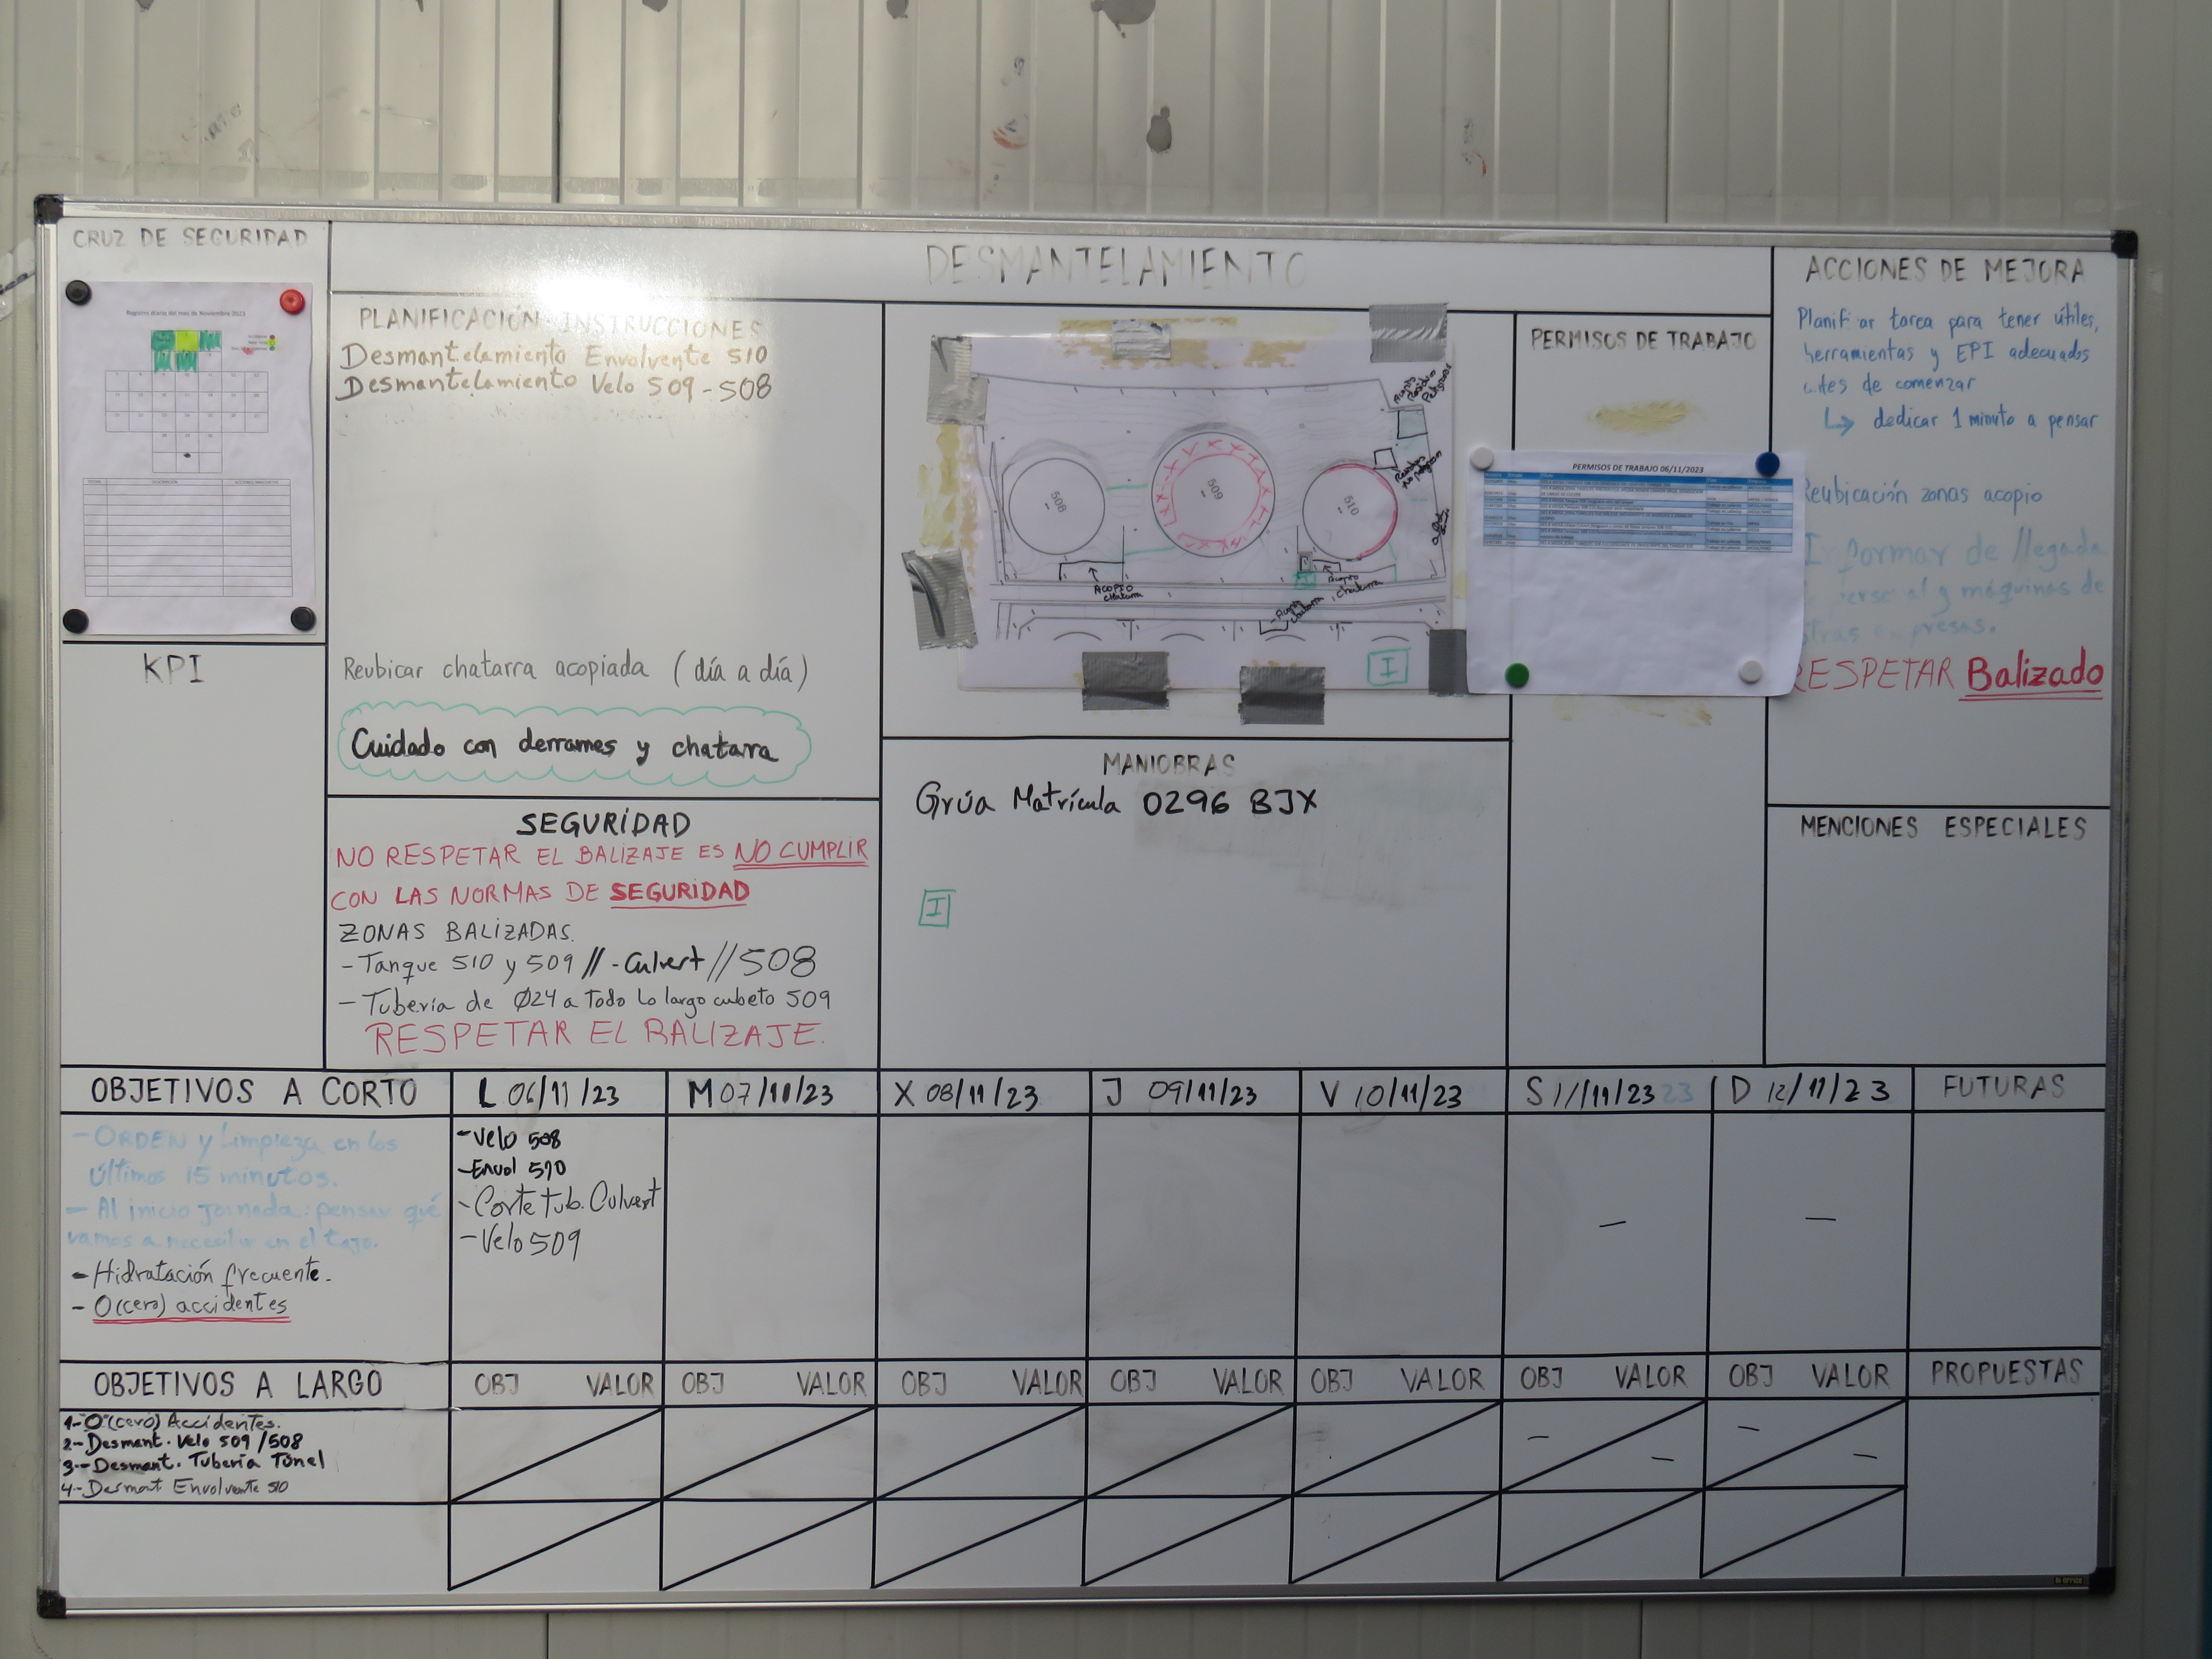 CRUZ DE SEGURIDAD
Registro diario del mes de Noviembre 2023
KPI
DESMANTELAMIENTO
PLANIFICACIÓN INSTRUCCIONES
Desmantelamiento Envolvente 510
Desmantelamiento Velo 509-508
Reubicar chatarra acopiada (día a día)
Cuidado con derrames y chatarra
SEGURIDAD
NO RESPETAR EL BALIZAJE ES NO CUMPLIR
CON LAS NORMAS DE SEGURIDAD
ZONAS BALIZADAS.
- Tanque 510 y 509 // - Culvert // 508
- Tubería de Ø24 a Todo Lo largo cubeto 509
RESPETAR EL BALIZAJE.
508
509
510
ACOPIO
chatarra
Acopio
chatarra
Acopio
chatarra
I
I
MANIOBRAS
Grúa Matrícula 0296 BJX
I
PERMISOS DE TRABAJO
PERMISOS DE TRABAJO 06/11/2023
ACCIONES DE MEJORA
Planif ar tarea para tener útiles,
herramientas y EPI adecuados
de comenzar
↳ dedicar 1 minuto a pensar
Reubicación zonas acopio
Informar de llegada
y máquinas de
RESPETAR Balizado
MENCIONES ESPECIALES
OBJETIVOS A CORTO
L 06/11/23
M 07/11/23
X 08/11/23
J 09/11/23
V 10/11/23
S 11/11/23 23
D 12/11/23
FUTURAS
- ORDEN y Limpieza en los
últimos 15 minutos.
- Al inicio Jornada: pensar qué
vamos a necesitar en el tajo.
- Hidratación frecuente.
- O(cero) accidentes
- Velo 508
- Envol 510
- Corte tub. Culvert
- Velo 509
—
—
OBJETIVOS A LARGO
OBJ VALOR
OBJ VALOR
OBJ VALOR
OBJ VALOR
OBJ VALOR
OBJ VALOR
OBJ VALOR
PROPUESTAS
1- "O"(cero) Accidentes.
2- Desmant. Velo 509/508
3-- Desmant. Tubería Túnel
4- Desmont Envolvente 510
— —
— —